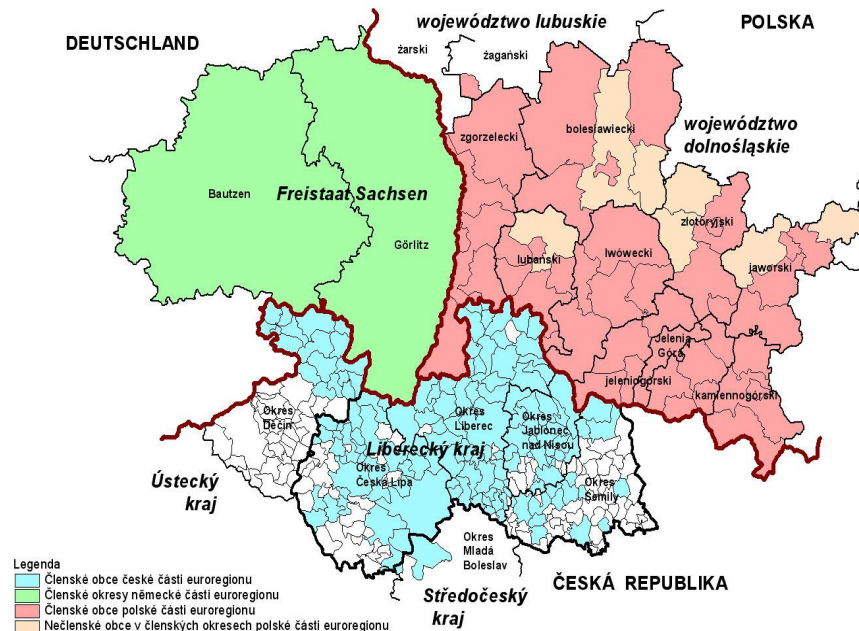 województwo lubuskie
POLSKA
DEUTSCHLAND
żarski
żagański
zgorzelecki
bolesławiecki
województwo
dolnośląskie
Bautzen
Freistaat Sachsen
Görlitz
złotoryjski
lubański
lwówecki
jaworski
Jelenia
Góra
jeleniogórski
kamiennogórski
Okres
Děčín
Okres
Liberec
Okres
Jablonec
nad Nisou
Liberecký kraj
Ústecký
kraj
Okres
Česká Lípa
Okres
Semily
Okres
Mladá
Boleslav
ČESKÁ REPUBLIKA
Středočeský
kraj
Legenda
Členské obce české části euroregionu
Členské okresy německé části euroregionu
Členské obce polské části euroregionu
Nečlenské obce v členských okresech polské části euroregionu